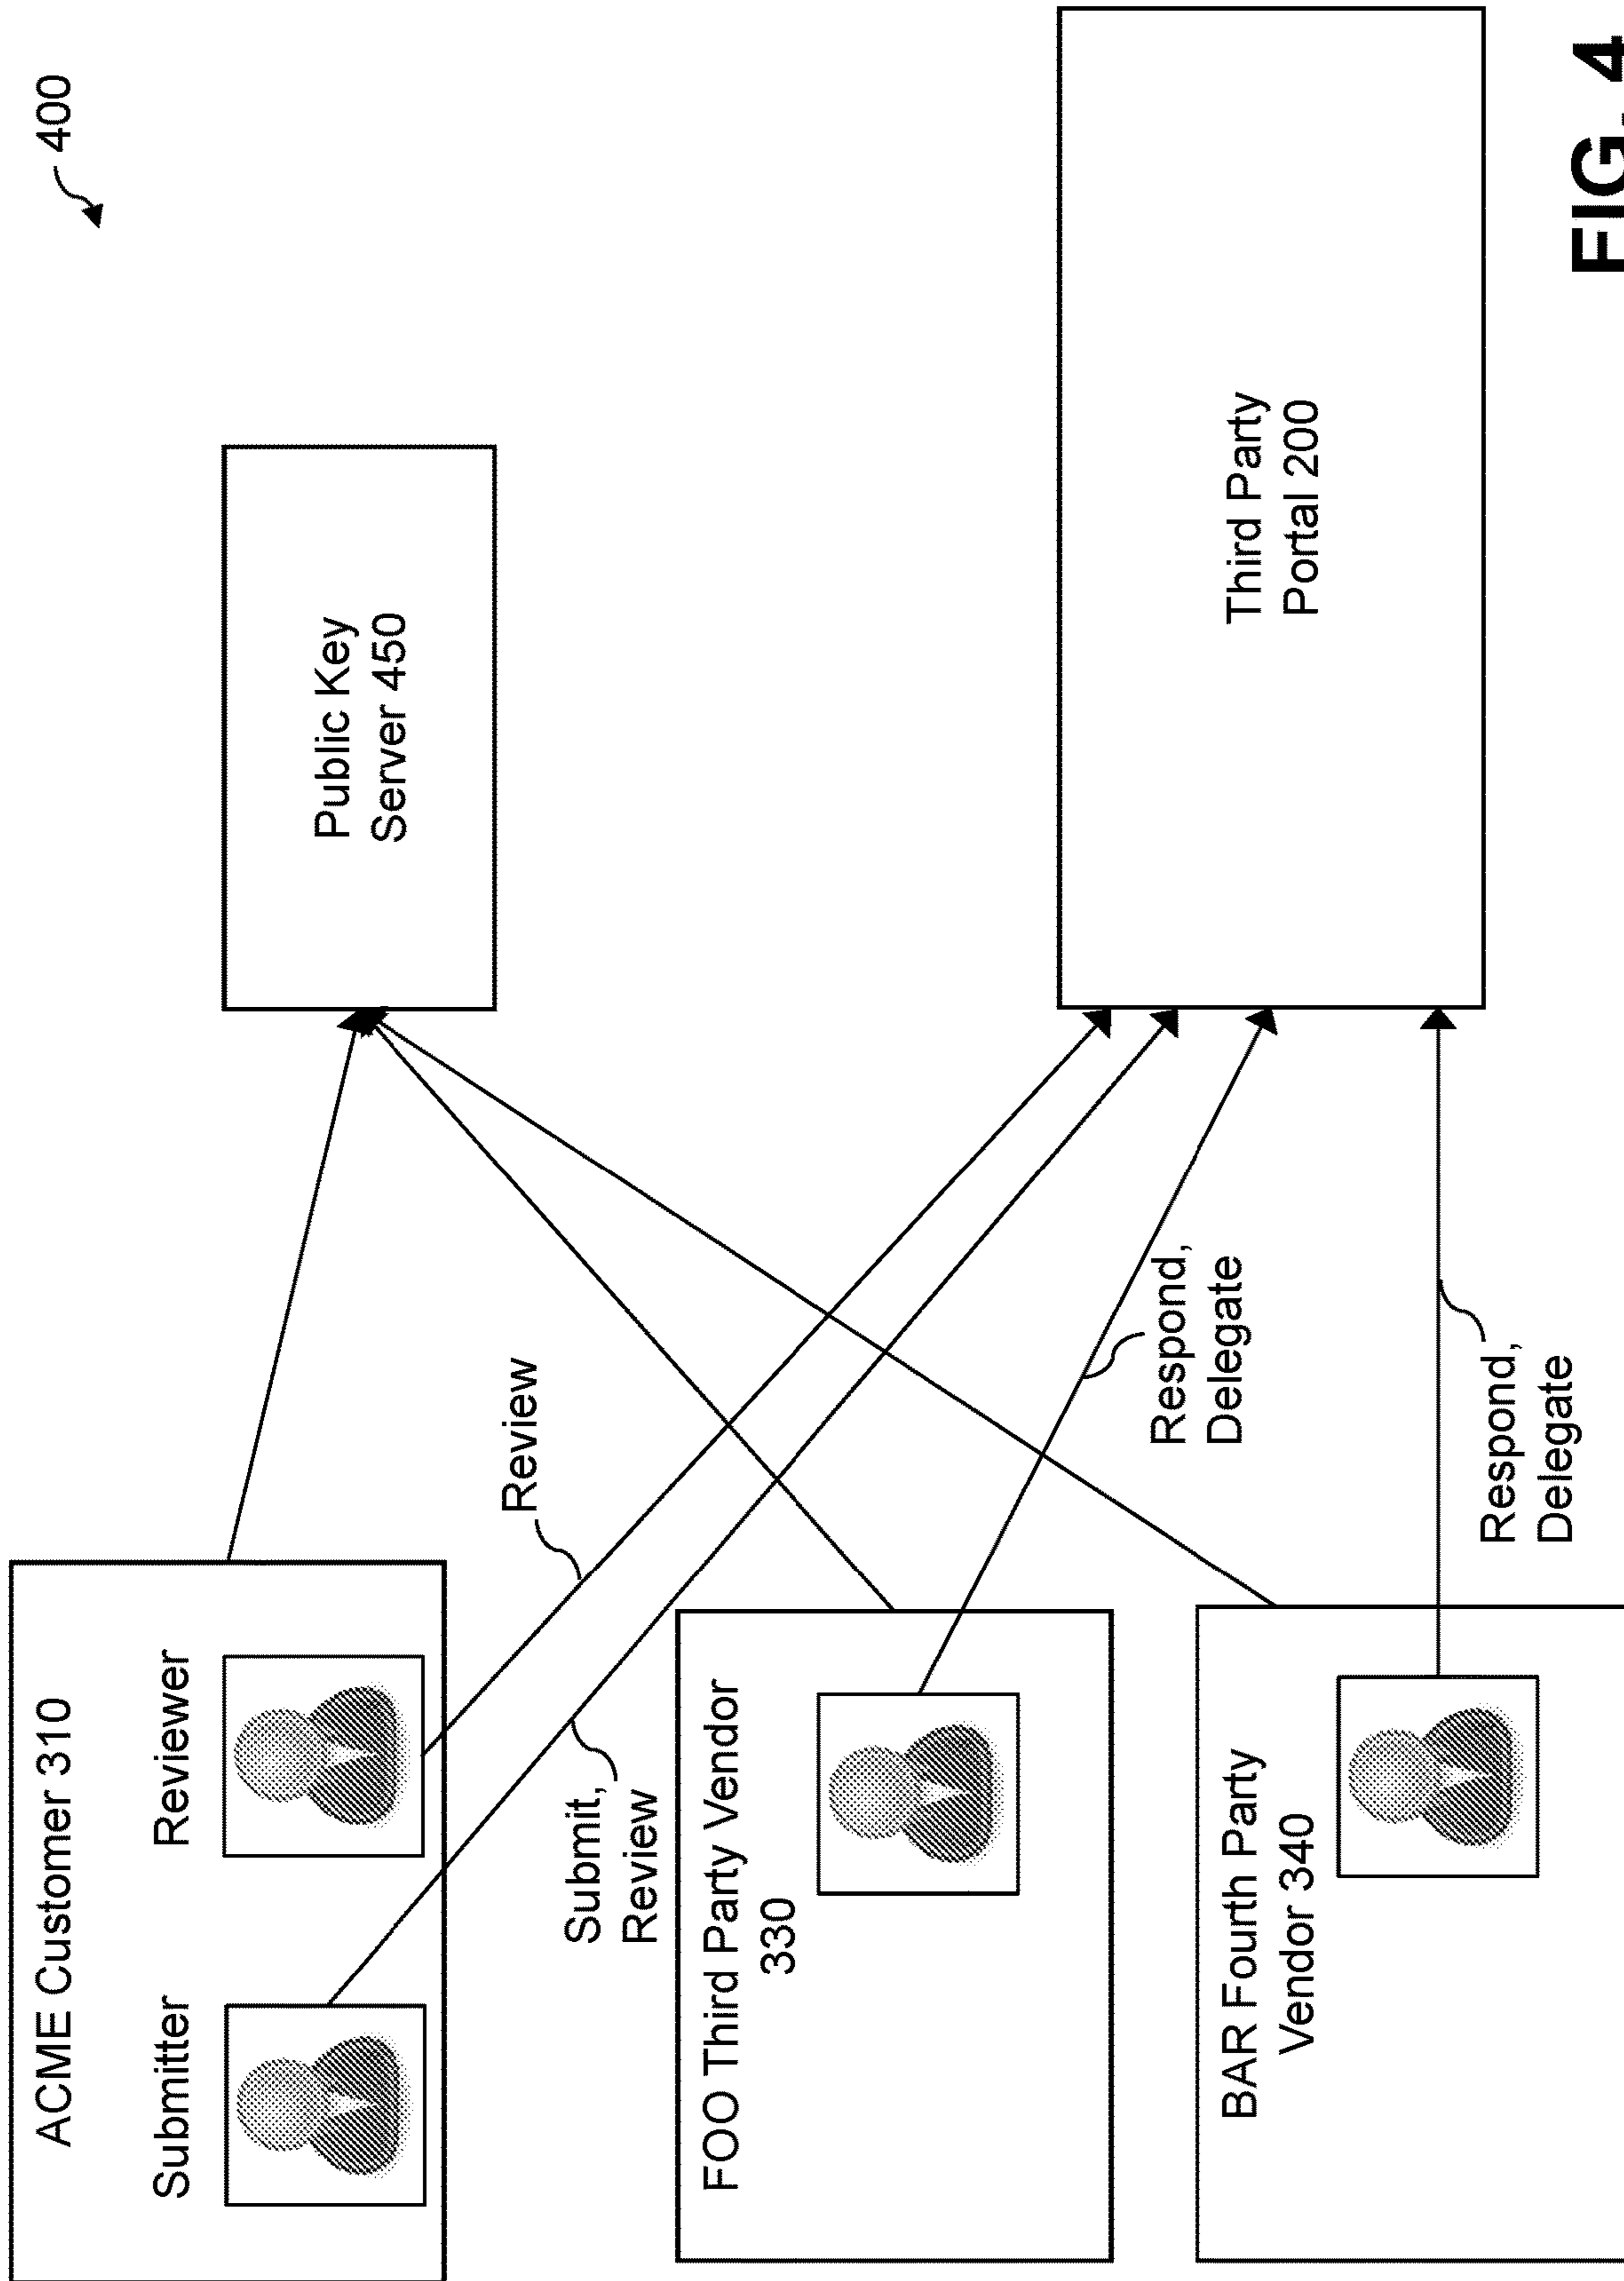 400
ACME Customer 310
Submitter
Reviewer
Public Key
Server 450
Review
Submit,
Review
FOO Third Party Vendor
330
Third Party
Portal 200
Respond,
Delegate
BAR Fourth Party
Vendor 340
Respond,
Delegate
FIG. 4